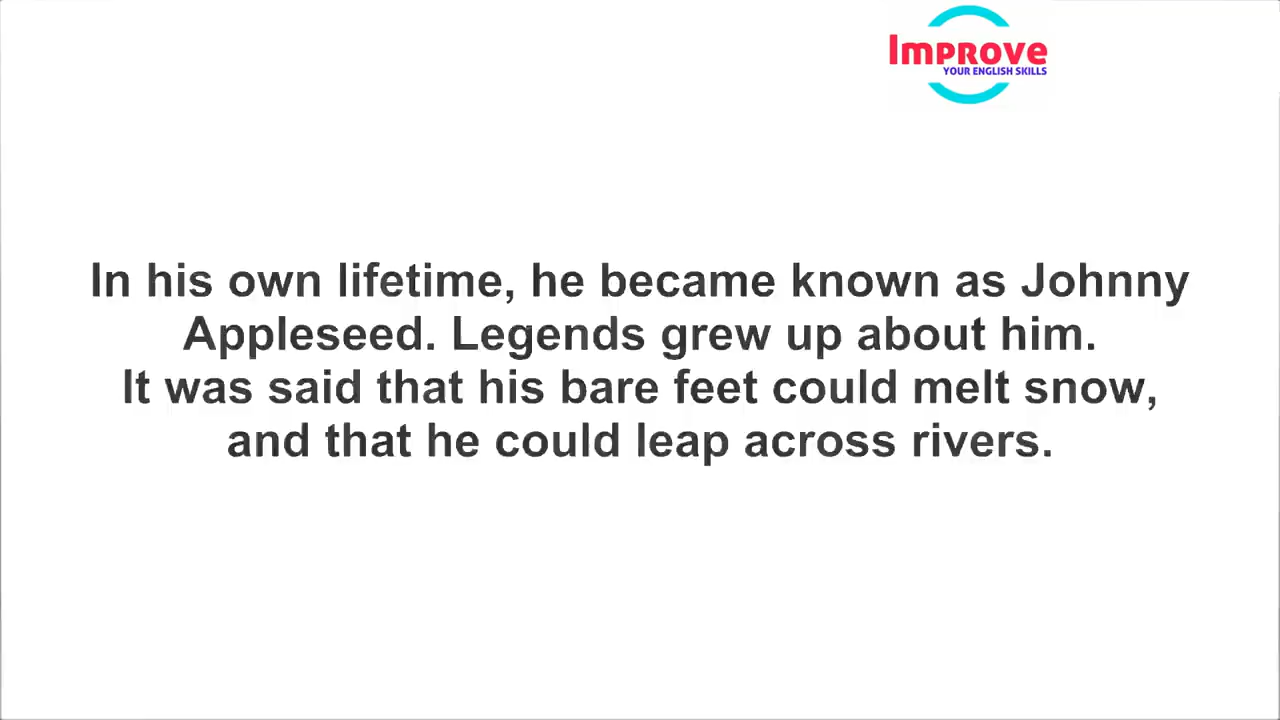 Improve
YOUR ENGLISH SKILLS
In his own lifetime, he became known as Johnny
Appleseed. Legends grew up about him.
It was said that his bare feet could melt snow,
and that he could leap across rivers.